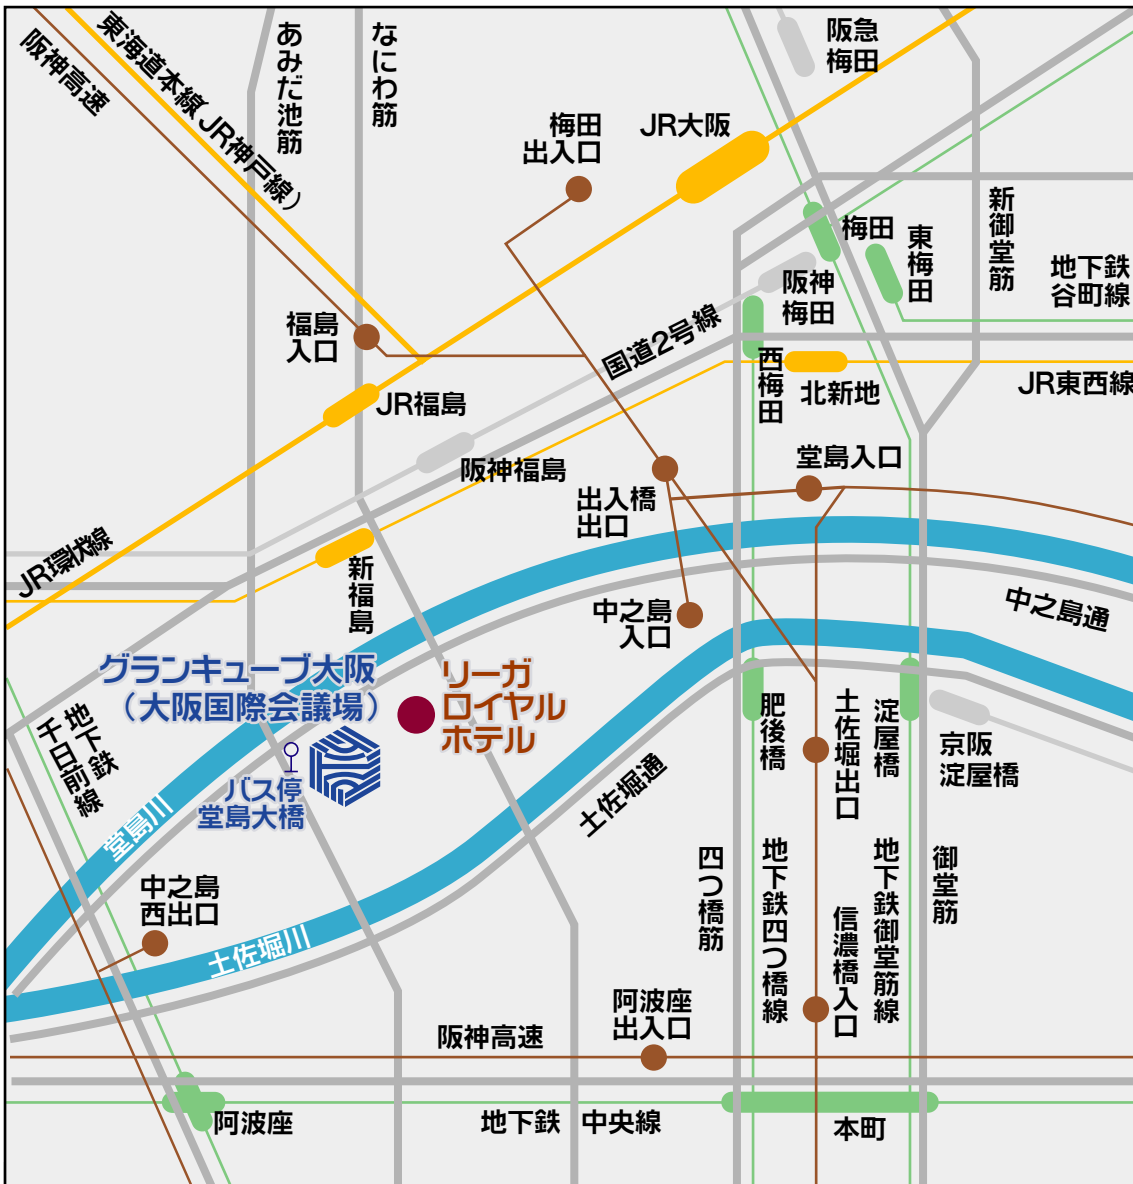 阪神高速
東海道本線(JR神戸線)
あみだ池筋
なにわ筋
阪急
梅田
梅田
出入口
JR大阪
新御堂筋
梅田
東梅田
地下鉄
谷町線
阪神
梅田
福島
入口
国道2号線
西梅田
北新地
JR東西線
JR福島
阪神福島
堂島入口
出入橋
出口
JR環状線
新福島
中之島
入口
中之島通
グランキューブ大阪
(大阪国際会議場)
リーガ
ロイヤル
ホテル
地下鉄
千日前線
バス停
堂島大橋
堂島川
肥後橋
土佐堀出口
淀屋橋
京阪
淀屋橋
土佐堀通
四つ橋筋
地下鉄四つ橋線
信濃橋入口
地下鉄御堂筋線
御堂筋
中之島
西出口
土佐堀川
阿波座
出入口
阪神高速
阿波座
地下鉄 中央線
本町